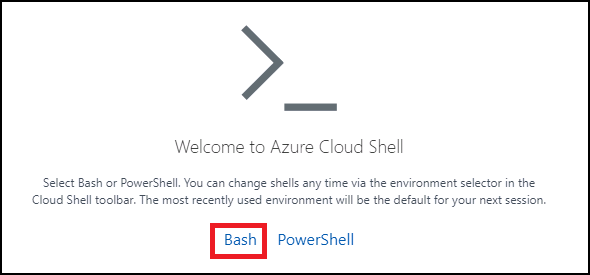 Welcome to Azure Cloud Shell
Select Bash or PowerShell. You can change shells any time via the environment selector in the
Cloud Shell toolbar. The most recently used environment will be the default for your next session.
Bash PowerShell